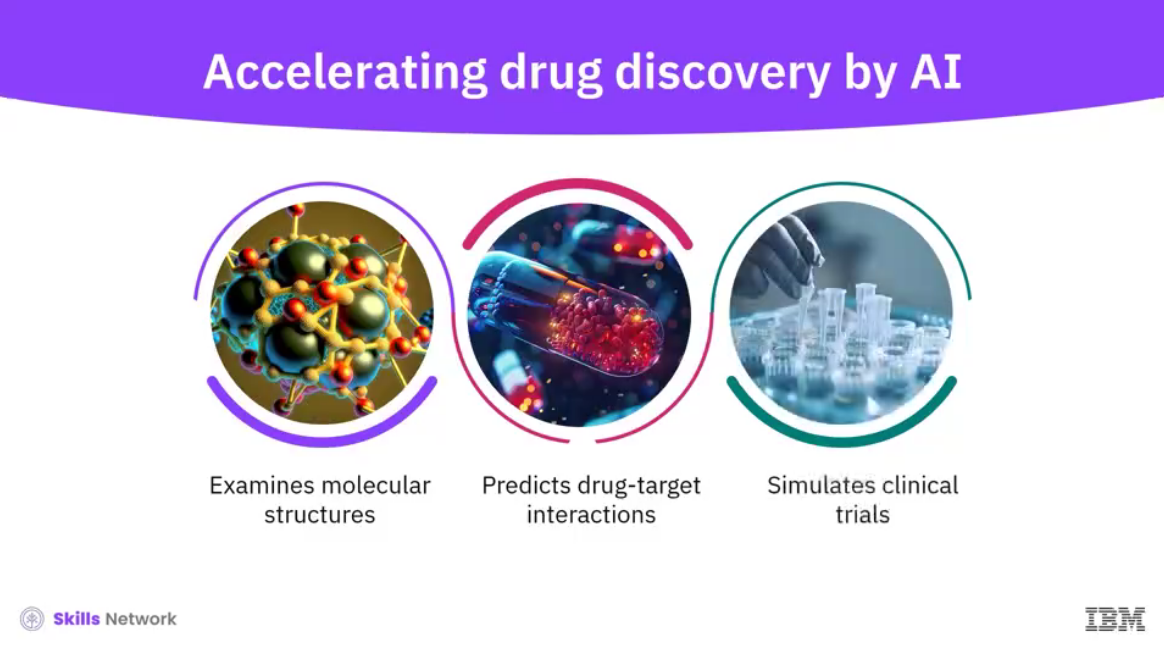 Accelerating drug discovery by AI
Examines molecular
structures
Predicts drug-target
interactions
Simulates clinical
trials
Skills Network
IBM